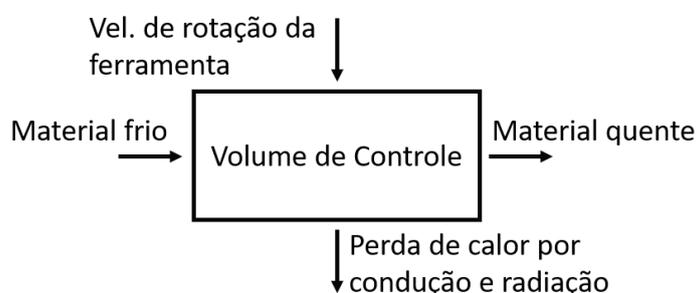 Vel. de rotação da
ferramenta
Material frio
Volume de Controle
Material quente
Perda de calor por
condução e radiação